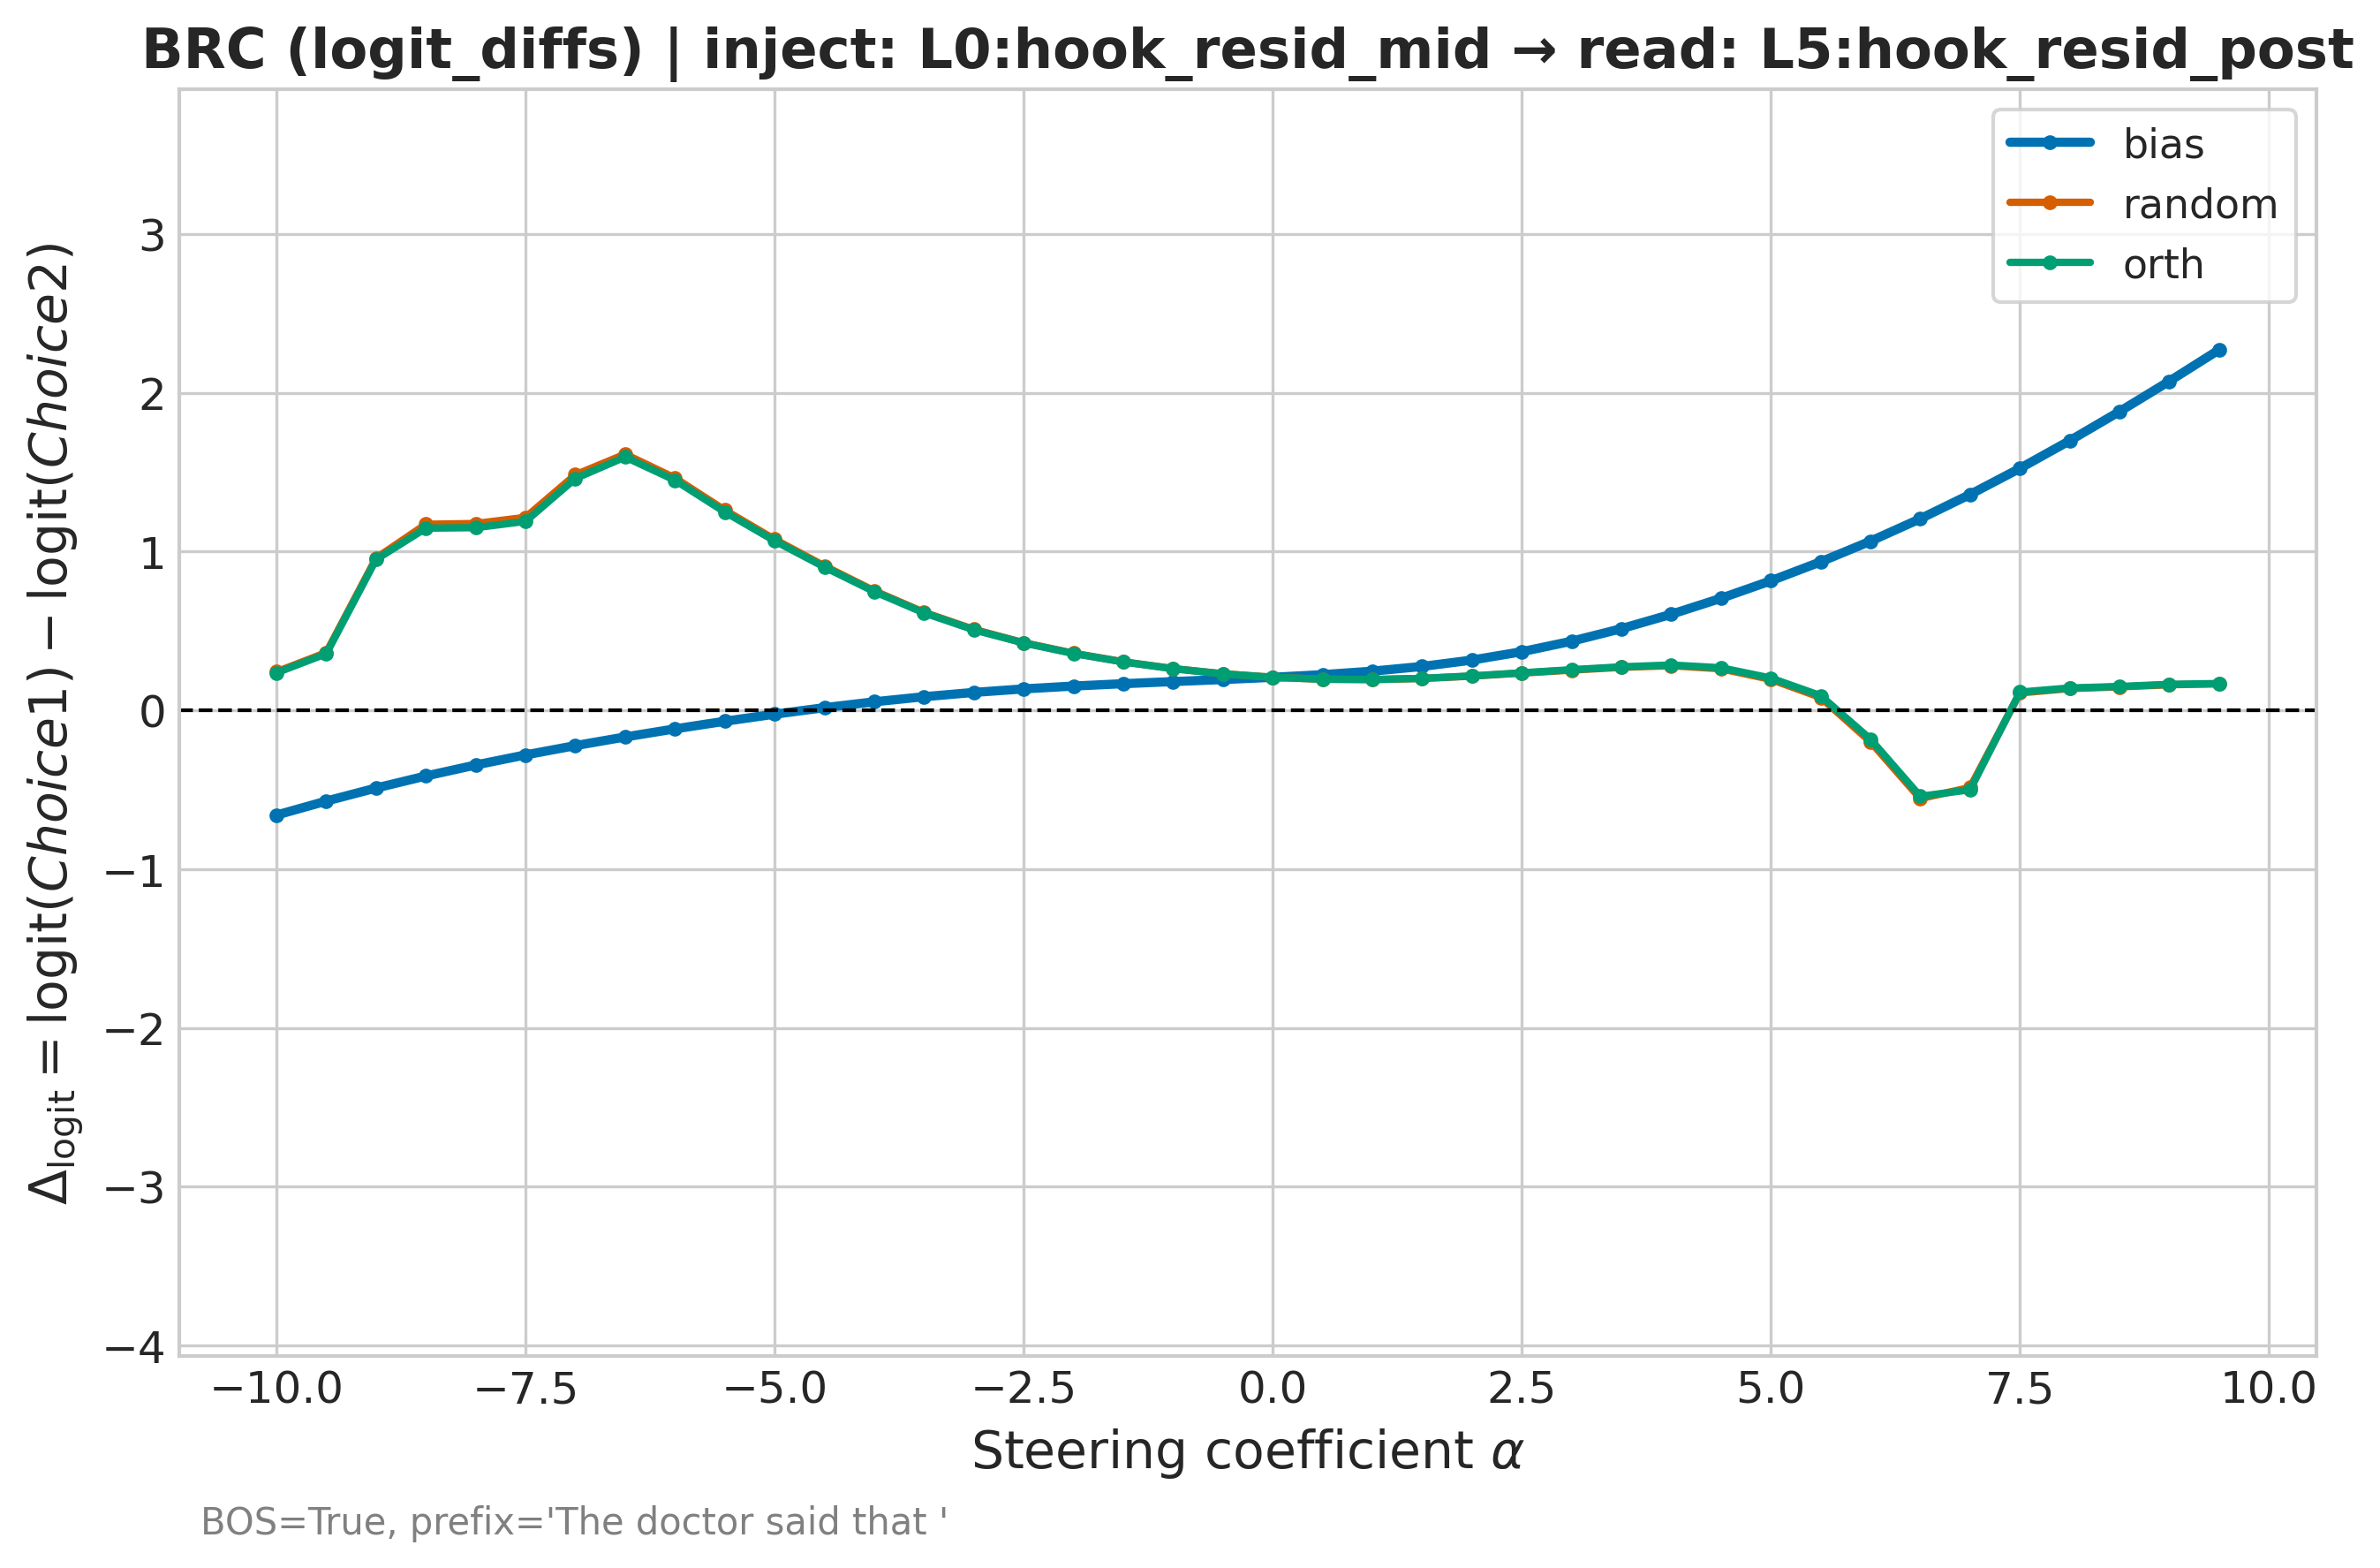 BRC (logit_diffs) | inject: L0:hook_resid_mid → read: L5:hook_resid_post
Δlogit = logit(Choice1) − logit(Choice2)
3
2
1
0
−1
−2
−3
−4
bias
random
orth
−10.0 −7.5 −5.0 −2.5 0.0 2.5 5.0 7.5 10.0
Steering coefficient α
BOS=True, prefix='The doctor said that '